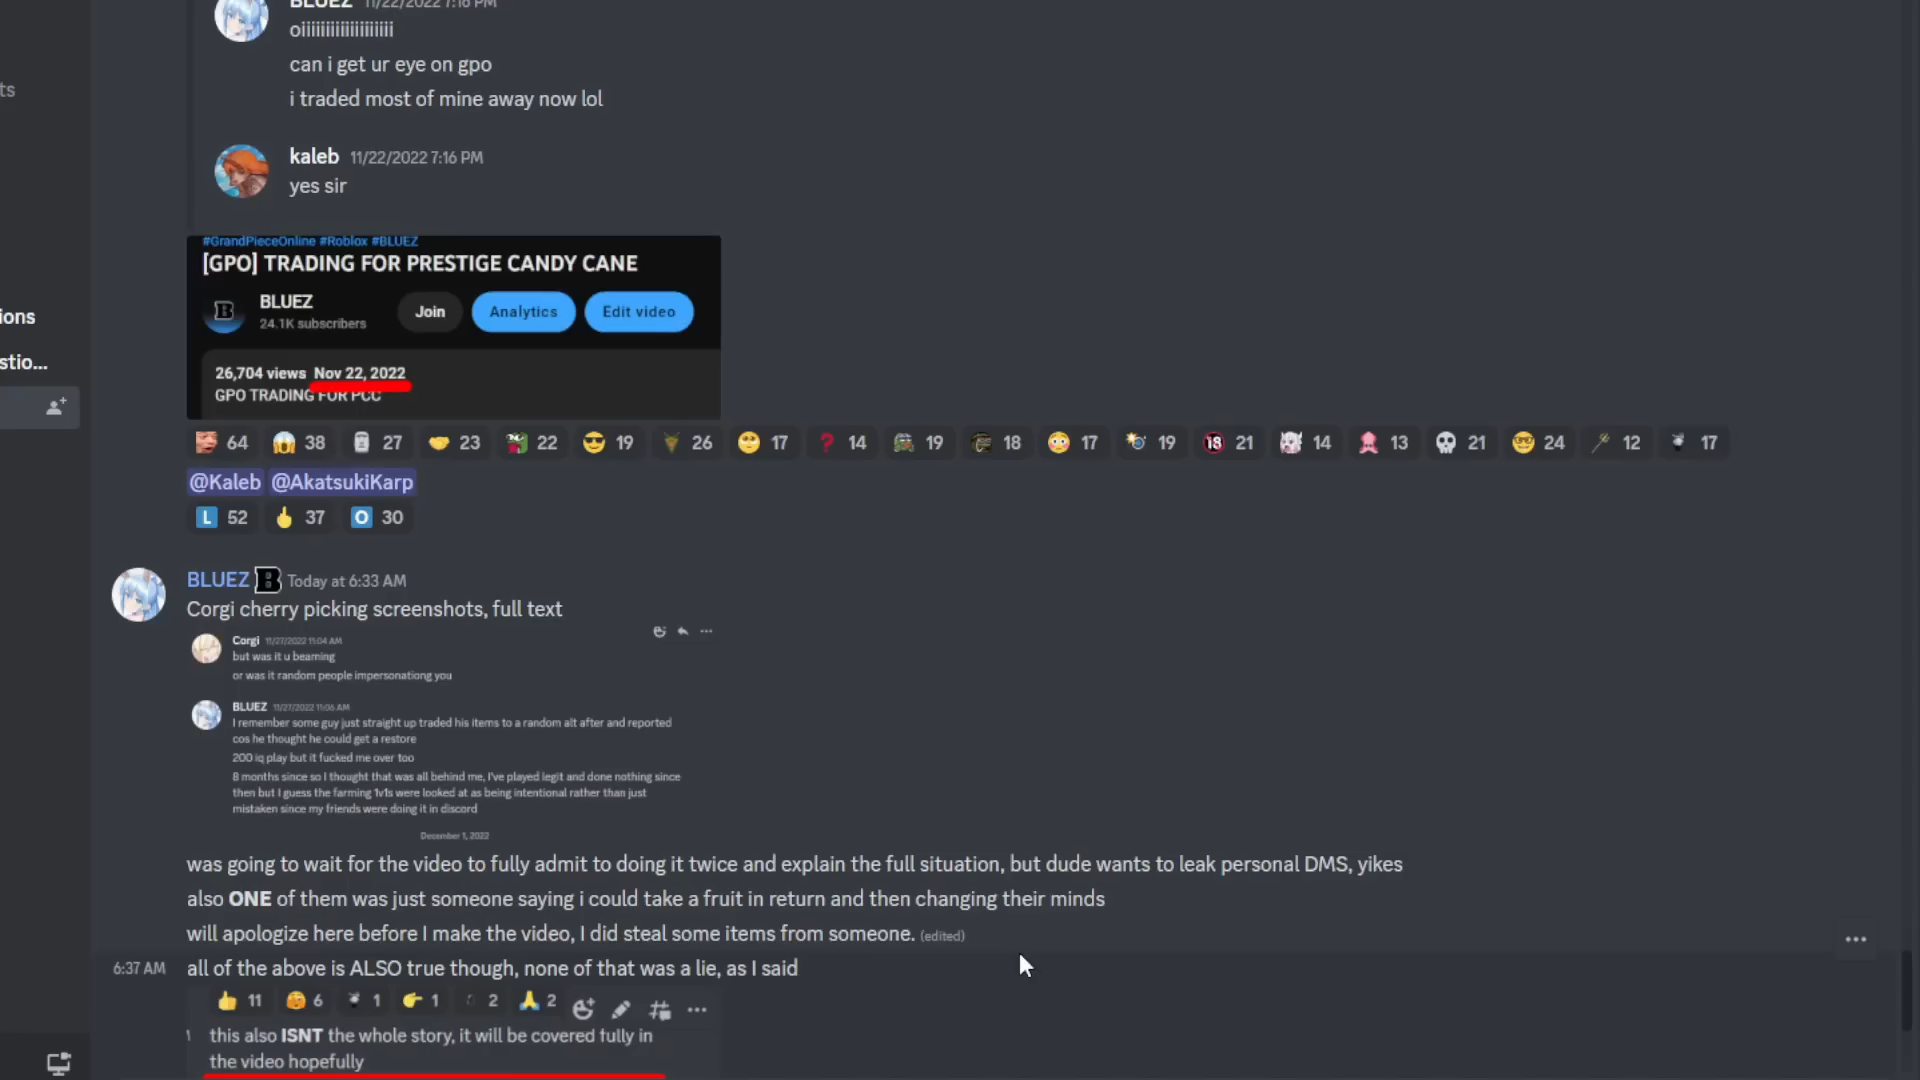 BLUEZ 11/22/2022 7:16 PM
oiiiiiiiiiiiiiiiiii
ts
can i get ur eye on gpo
i traded most of mine away now lol
kaleb 11/22/2022 7:16 PM
yes sir
#GrandPieceOnline #Roblox #BLUEZ
[GPO] TRADING FOR PRESTIGE CANDY CANE
B BLUEZ
24.1K subscribers
Join
Analytics
Edit video
ions
stio...
26,704 views Nov 22, 2022
GPO TRADING FOR PCC
64 38 27 23 22 19 26 17 14 19 18 17 19 18 21 14 13 21 24 12 17
@Kaleb @AkatsukiKarp
L 52 37 O 30
BLUEZ B Today at 6:33 AM
Corgi cherry picking screenshots, full text
Corgi 11/27/2022 11:04 AM
but was it u beaming
or was it random people impersonationg you
BLUEZ 11/27/2022 11:06 AM
I remember some guy just straight up traded his items to a random alt after and reported
cos he thought he could get a restore
200 iq play but it fucked me over too
8 months since so I thought that was all behind me, I've played legit and done nothing since
then but I guess the farming 1v1s were looked at as being intentional rather than just
mistaken since my friends were doing it in discord
December 1, 2022
was going to wait for the video to fully admit to doing it twice and explain the full situation, but dude wants to leak personal DMS, yikes
also ONE of them was just someone saying i could take a fruit in return and then changing their minds
will apologize here before I make the video, I did steal some items from someone. (edited)
6:37 AM all of the above is ALSO true though, none of that was a lie, as I said
11 6 1 1 2 2
this also ISNT the whole story, it will be covered fully in
the video hopefully